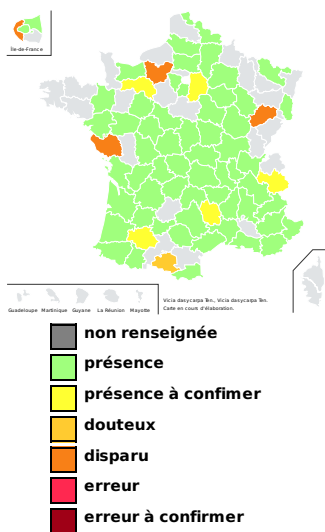 Île-de-France
Guadeloupe Martinique Guyane La Réunion Mayotte
Vicia dasycarpa Ten., Vicia dasycarpa Ten.
Carte en cours d'élaboration.
non renseignée
présence
présence à confimer
douteux
disparu
erreur
erreur à confirmer